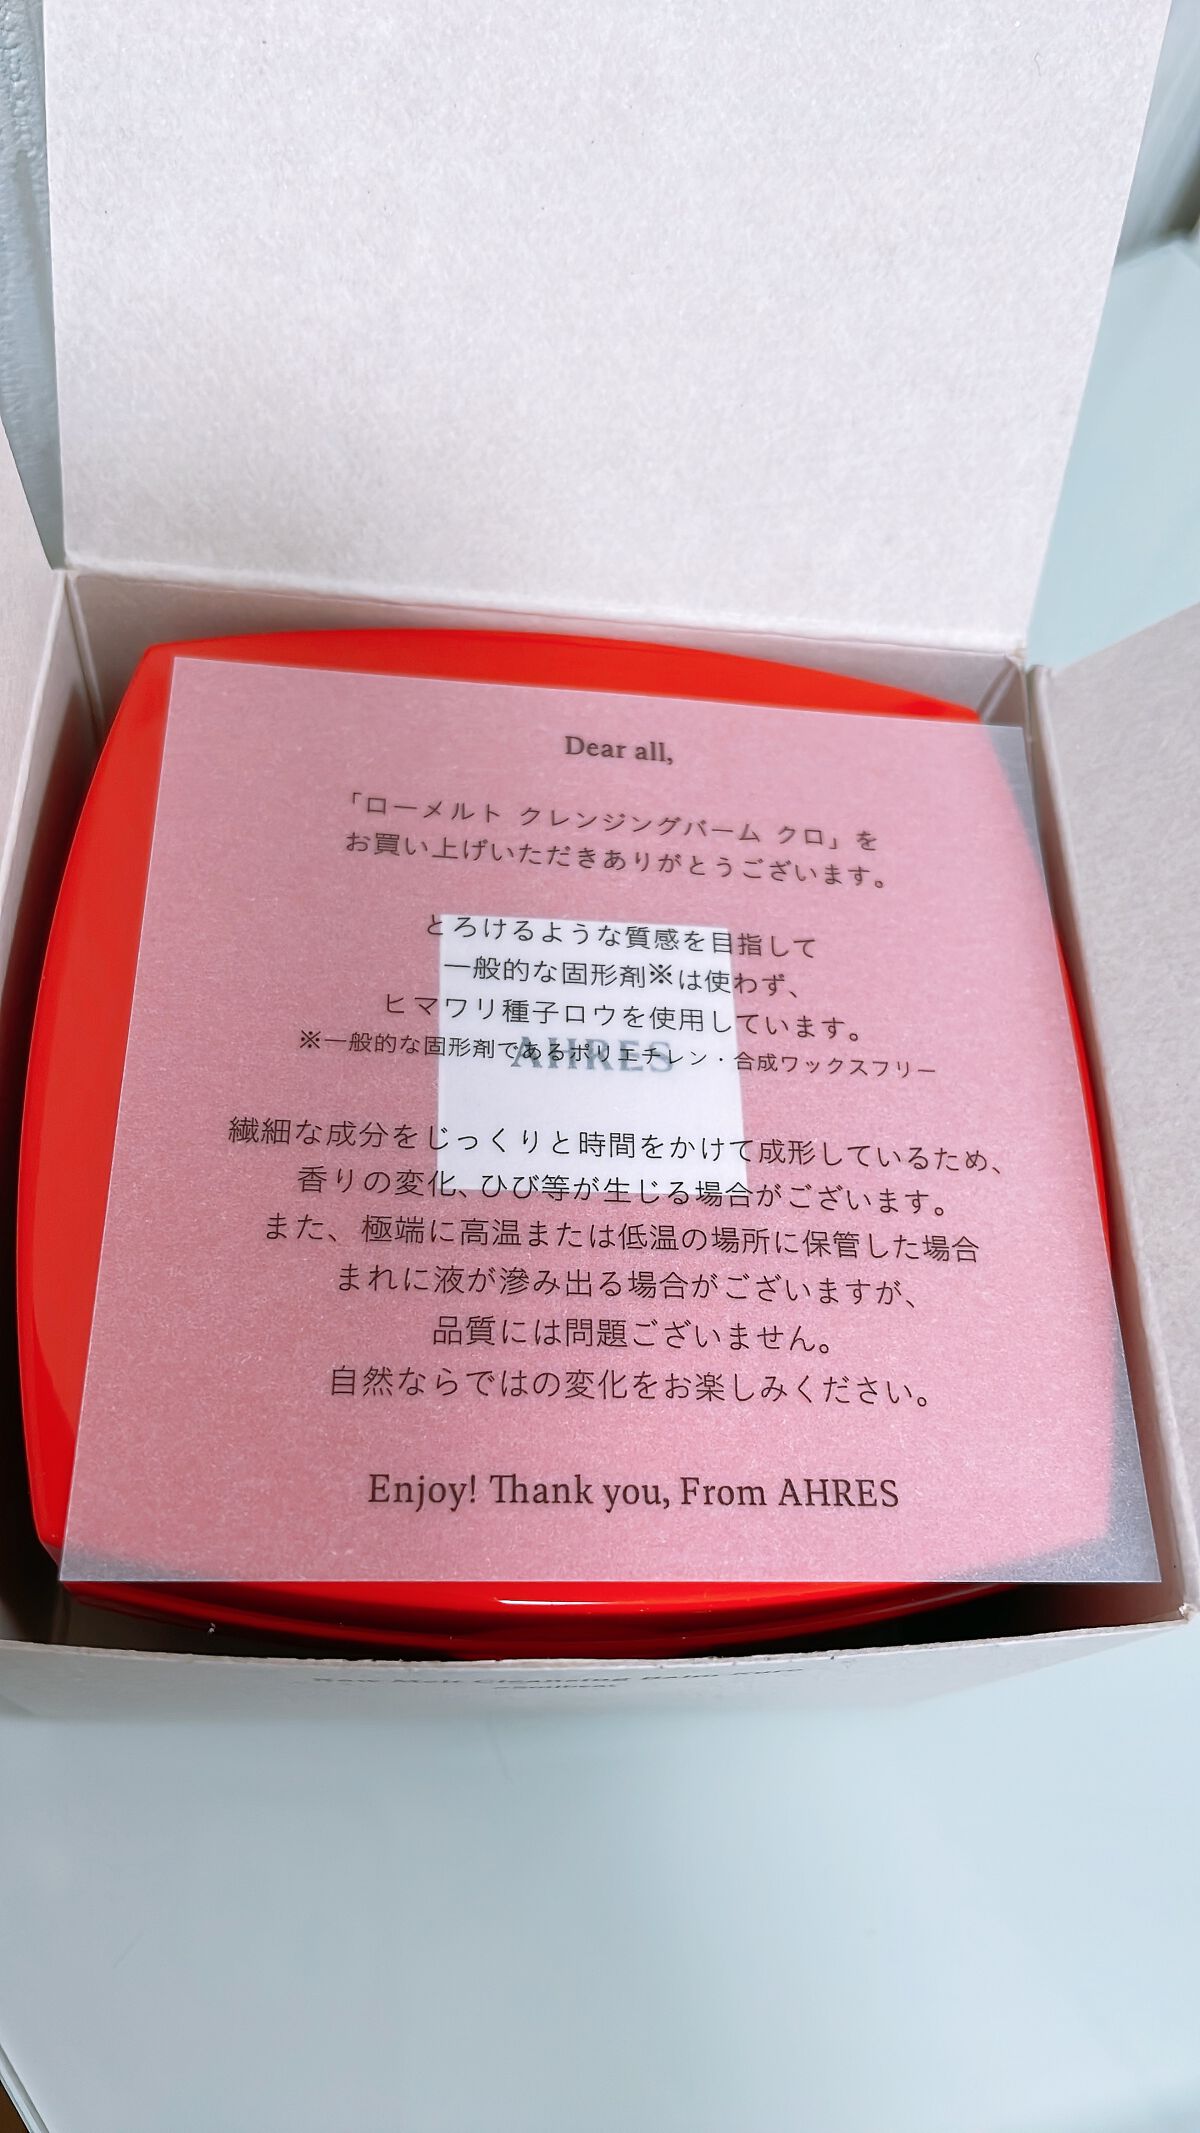 Dear all,
「ローメルト クレンジングバーム クロ」を
お買い上げいただきありがとうございます。
とろけるような質感を目指して
一般的な固形剤※は使わず、
ヒマワリ種子ロウを使用しています。
※一般的な固形剤であるポリエチレン・合成ワックスフリー
AHRES
繊細な成分をじっくりと時間をかけて成形しているため、
香りの変化、ひび等が生じる場合がございます。
また、極端に高温または低温の場所に保管した場合
まれに液が滲み出る場合がございますが、
品質には問題ございません。
自然ならではの変化をお楽しみください。
Enjoy! Thank you, From AHRES
Raw Melt Cleansing Balm Kuro